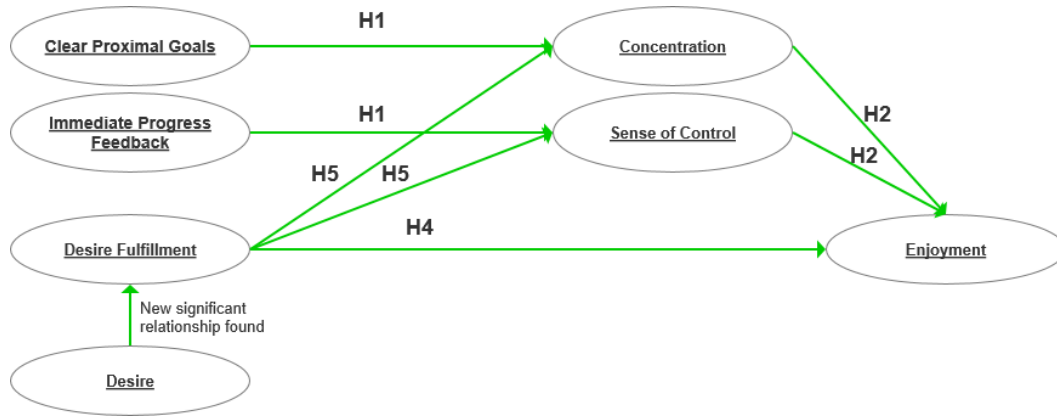 H1
Clear Proximal Goals
Concentration
H1
Immediate Progress
Feedback
Sense of Control
H2
H2
H5
H5
H4
Desire Fulfillment
Enjoyment
New significant
relationship found
Desire